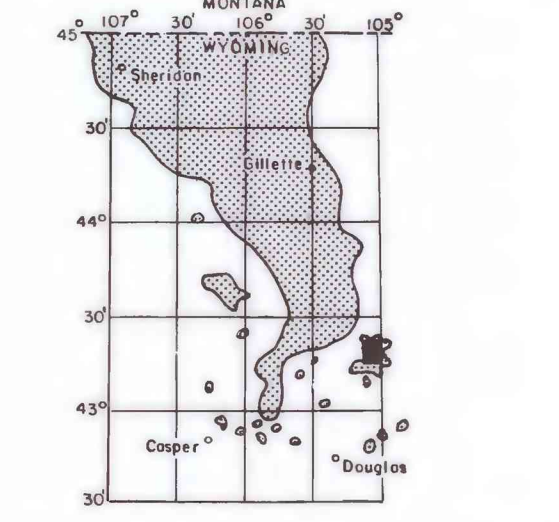 MONTANA
107° 30' 106° 30' 105°
45°
WYOMING
Sheridan
30'
Gillette
44°
30'
43°
Casper
Douglas
30'